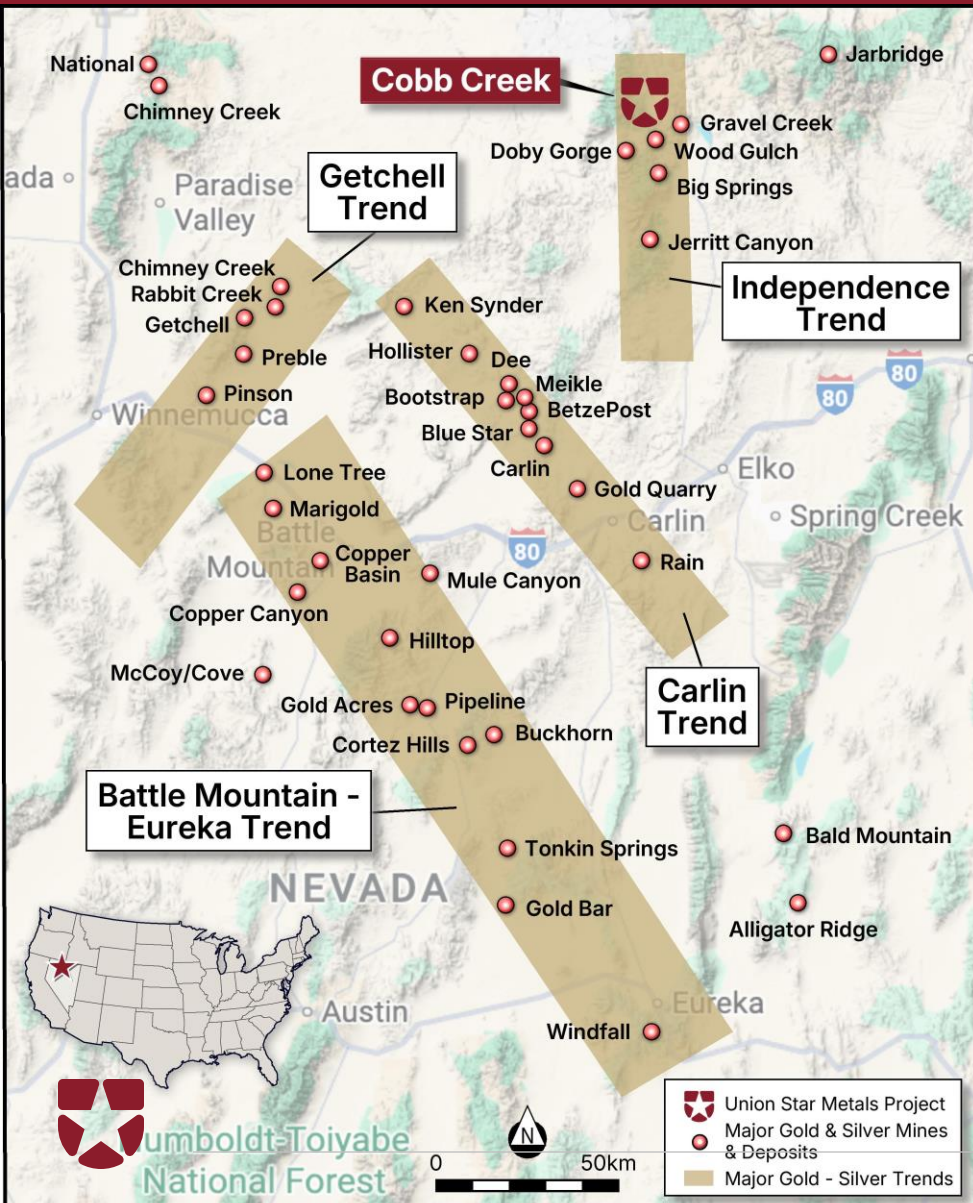 National
Chimney Creek
Cobb Creek
Jarbridge
Gravel Creek
Doby Gorge
Wood Gulch
Big Springs
ada
Paradise
Valley
Getchell
Trend
Jerritt Canyon
Independence
Trend
Chimney Creek
Rabbit Creek
Getchell
Preble
Pinson
Winnemucca
Ken Synder
Hollister
Dee
Meikle
Bootstrap
BetzePost
Blue Star
Carlin
Gold Quarry
80
80
Elko
Carlin
Spring Creek
Lone Tree
Marigold
Battle
Mountain
Copper
Basin
Copper Canyon
80
Mule Canyon
Rain
Hilltop
McCoy/Cove
Gold Acres
Pipeline
Buckhorn
Cortez Hills
Carlin
Trend
Battle Mountain -
Eureka Trend
Tonkin Springs
Bald Mountain
NEVADA
Gold Bar
Alligator Ridge
Austin
Eureka
Windfall
umboldt-Toiyabe
National Forest
N
0 50km
Union Star Metals Project
Major Gold & Silver Mines
& Deposits
Major Gold - Silver Trends